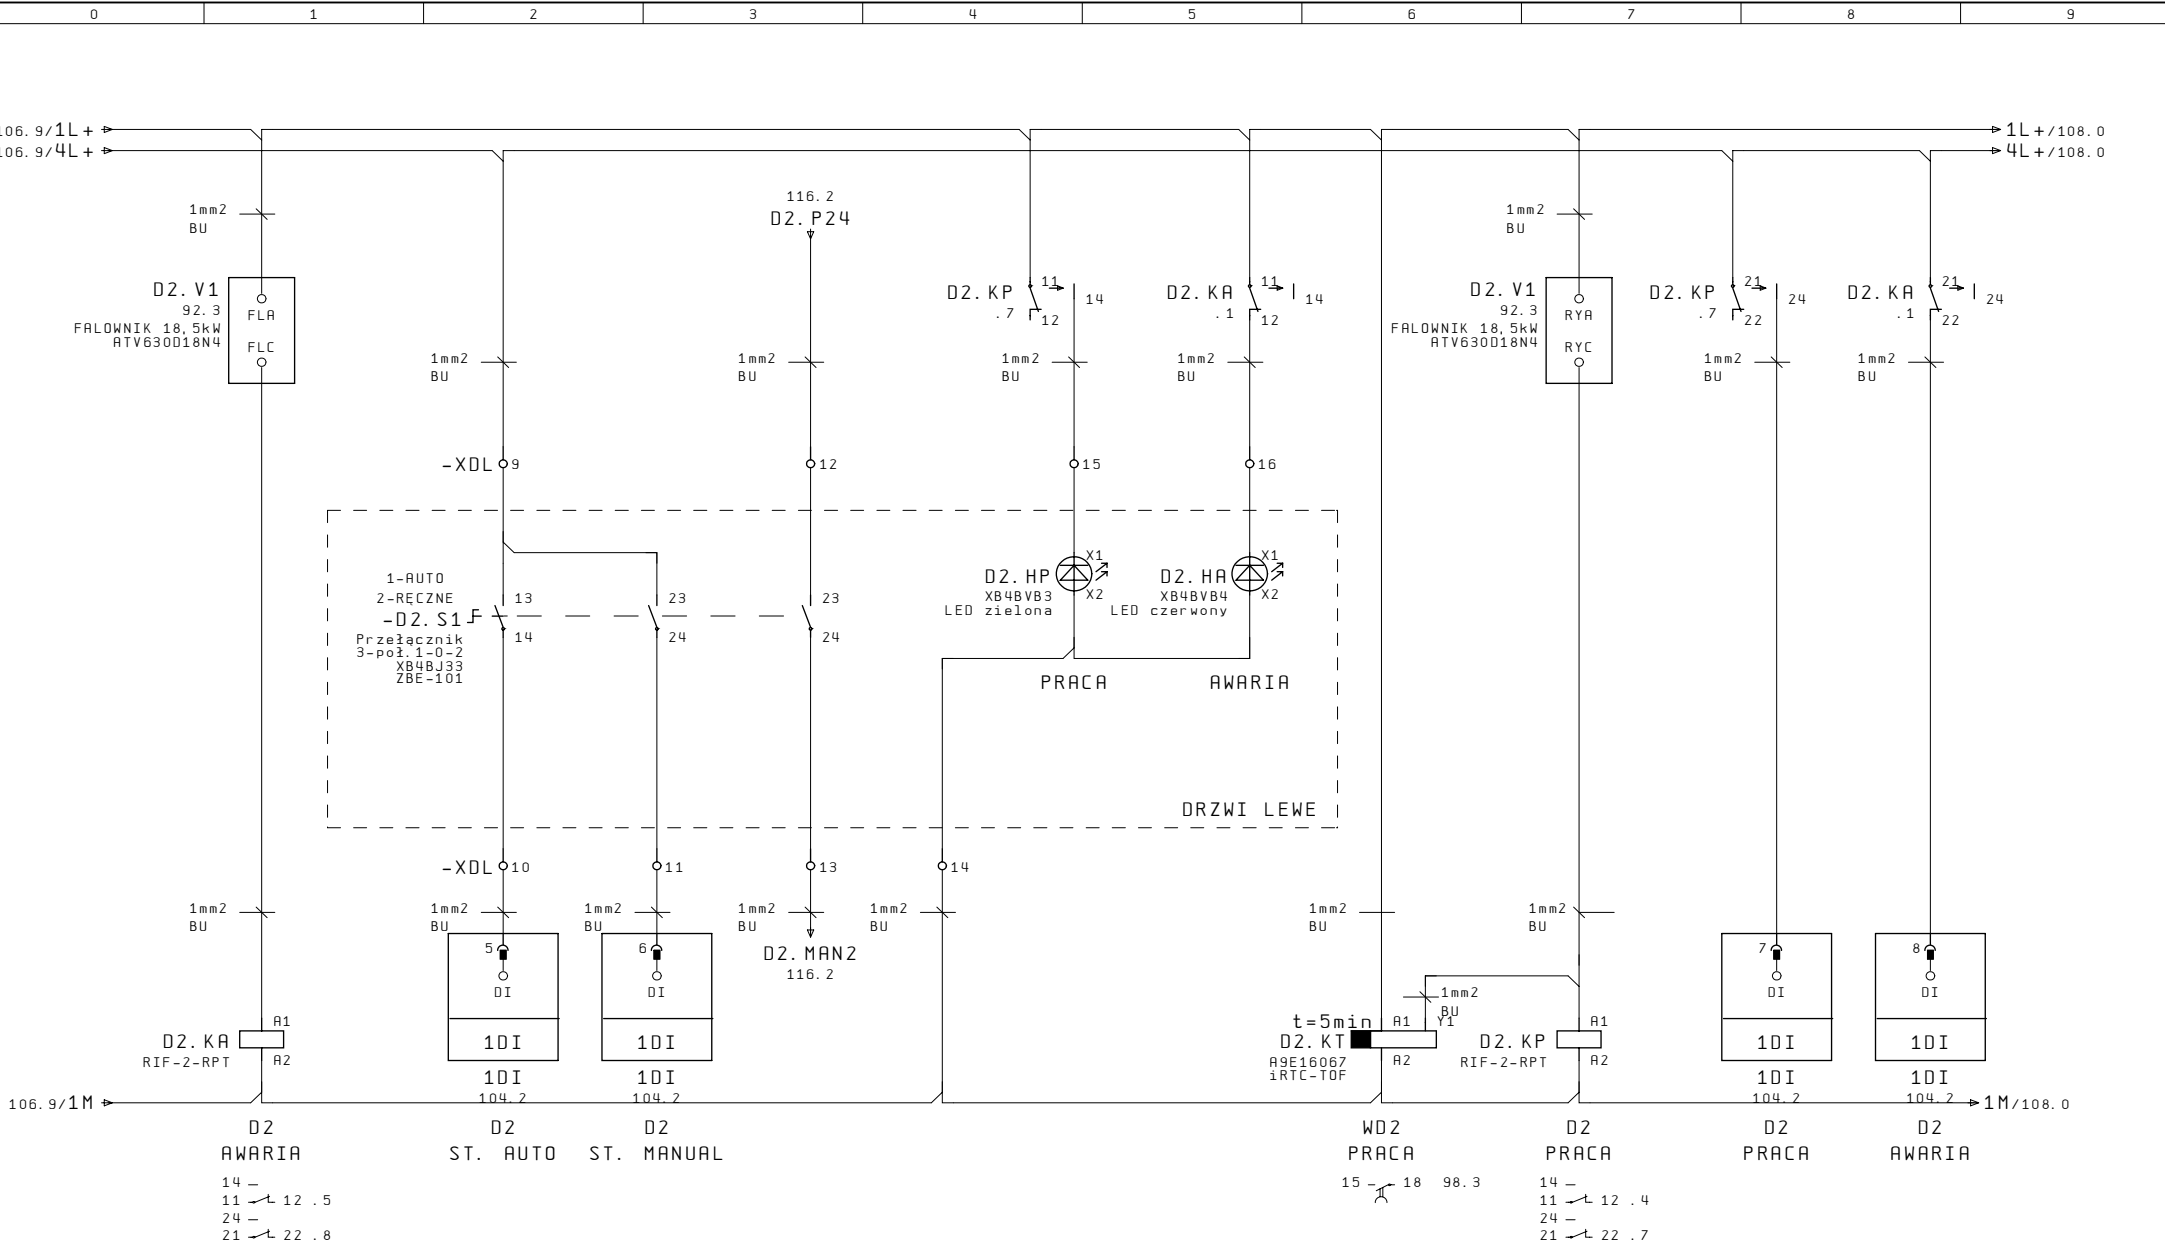 0 1 2 3 4 5 6 7 8 9
106.9/1L+ 1L+/108.0
106.9/4L+ 4L+/108.0
116.2
D2.P24
1mm2
BU
1mm2
BU
D2.V1
92.3
FALOWNIK 18,5kW
ATV630D18N4
FLA
FLC
D2.KP
.7
11
14
12
D2.KA
.1
11
14
12
D2.V1
92.3
FALOWNIK 18,5kW
ATV630D18N4
RYA
RYC
D2.KP
.7
21
24
22
D2.KA
.1
21
24
22
1mm2
BU
1mm2
BU
1mm2
BU
1mm2
BU
1mm2
BU
1mm2
BU
-XDL 9
12
15
16
1-AUTO
2-RĘCZNE
-D2.S1
Przełącznik
3-poł.1-0-2
XB4BJ33
ZBE-101
13
14
23
24
23
24
D2.HP
XB4BVB3
LED zielona
X1
X2
D2.HA
XB4BVB4
LED czerwony
X1
X2
PRACA
AWARIA
DRZWI LEWE
-XDL 10
11
13
14
1mm2
BU
1mm2
BU
1mm2
BU
1mm2
BU
1mm2
BU
1mm2
BU
1mm2
BU
D2.MAN2
116.2
5
DI
1DI
6
DI
1DI
7
DI
1DI
8
DI
1DI
D2.KA
RIF-2-RPT
A1
A2
1mm2
BU
t=5min
D2.KT
A9E16067
iRTC-TOF
A1
Y1
A2
D2.KP
RIF-2-RPT
A1
A2
1DI
104.2
1DI
104.2
1DI
104.2
1DI
104.2
106.9/1M 1M/108.0
D2
AWARIA
D2
ST. AUTO
D2
ST. MANUAL
WD2
PRACA
D2
PRACA
D2
PRACA
D2
AWARIA
14
11 12 .5
24
21 22 .8
15 18 98.3
14
11 12 .4
24
21 22 .7